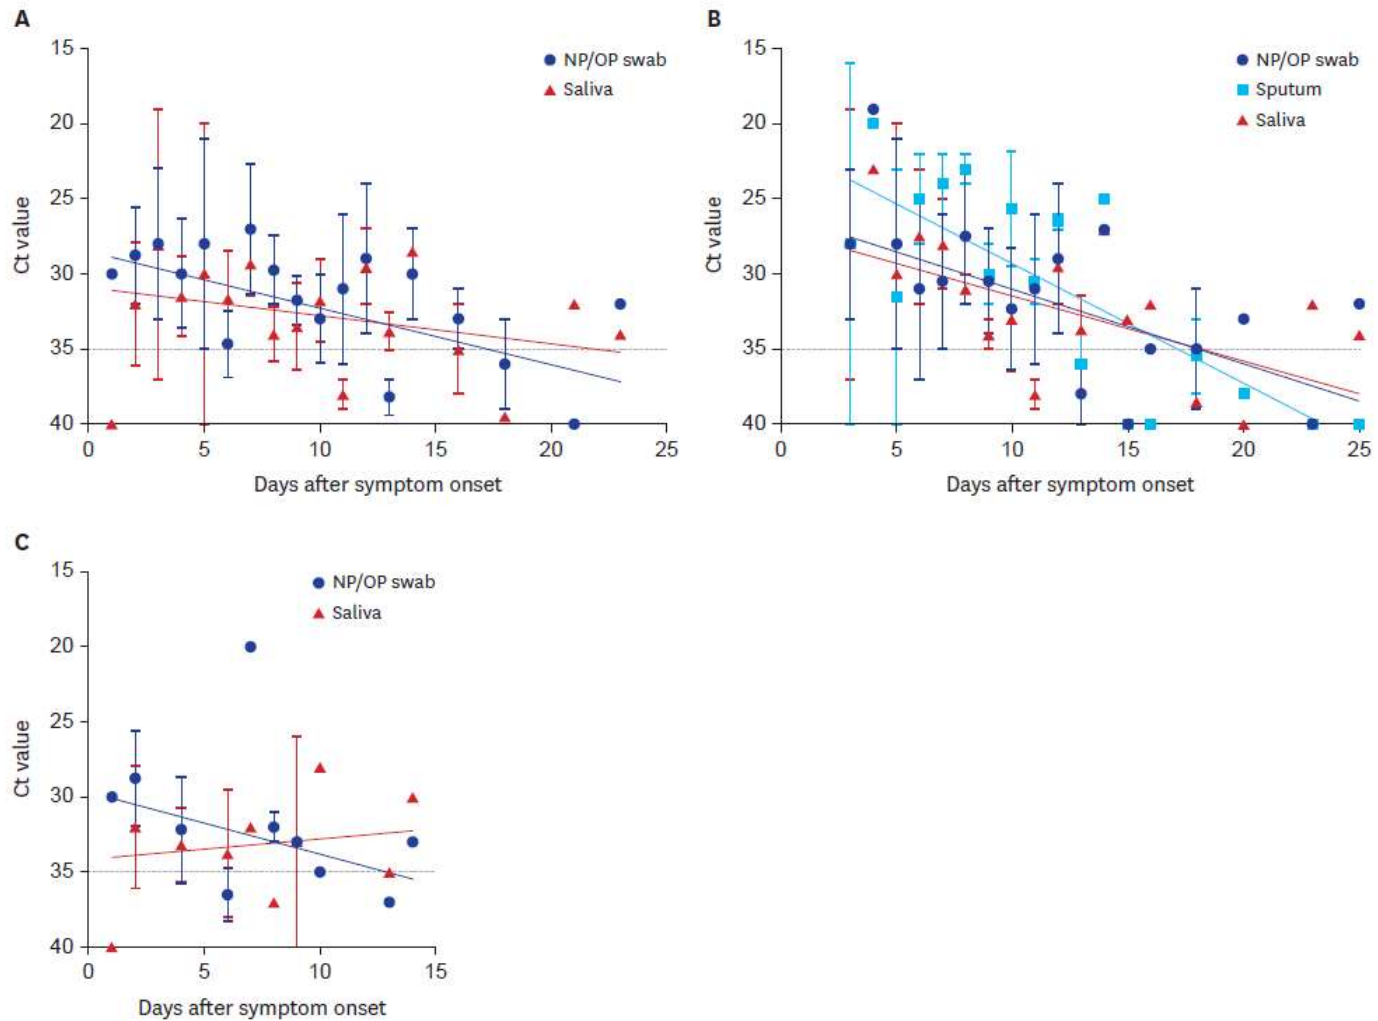 A
15
20
25
30
35
40
Ct value
0 5 10 15 20 25
Days after symptom onset
NP/OP swab
Saliva
B
15
20
25
30
35
40
Ct value
0 5 10 15 20 25
Days after symptom onset
NP/OP swab
Sputum
Saliva
C
15
20
25
30
35
40
Ct value
0 5 10 15
Days after symptom onset
NP/OP swab
Saliva